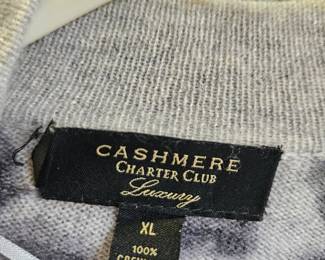 CASHMERE
CHARTER CLUB
Luxury
XL
100%